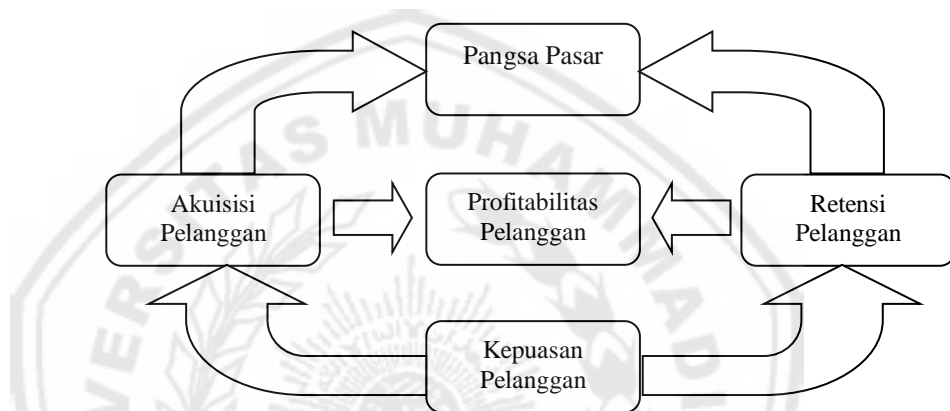 Pangsa Pasar
Akuisisi
Pelanggan
Profitabilitas
Pelanggan
Retensi
Pelanggan
Kepuasan
Pelanggan